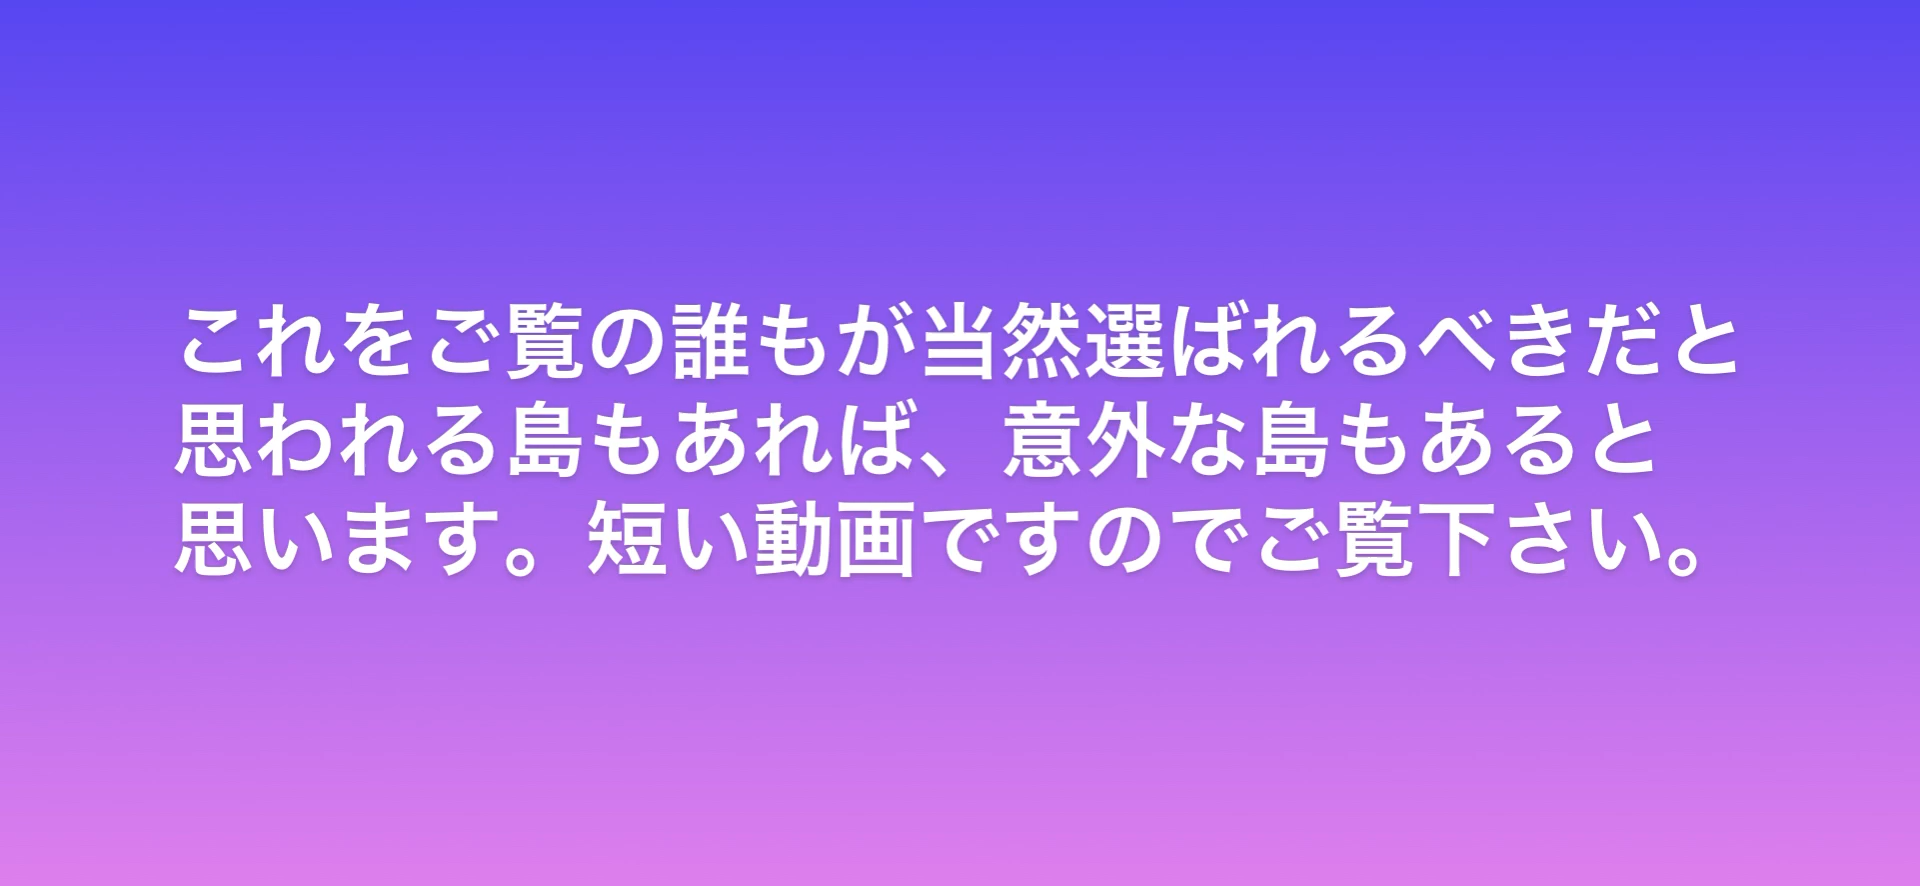 これをご覧の誰もが当然選ばれるべきだと
思われる島もあれば、意外な島もあると
思います。短い動画ですのでご覧下さい。